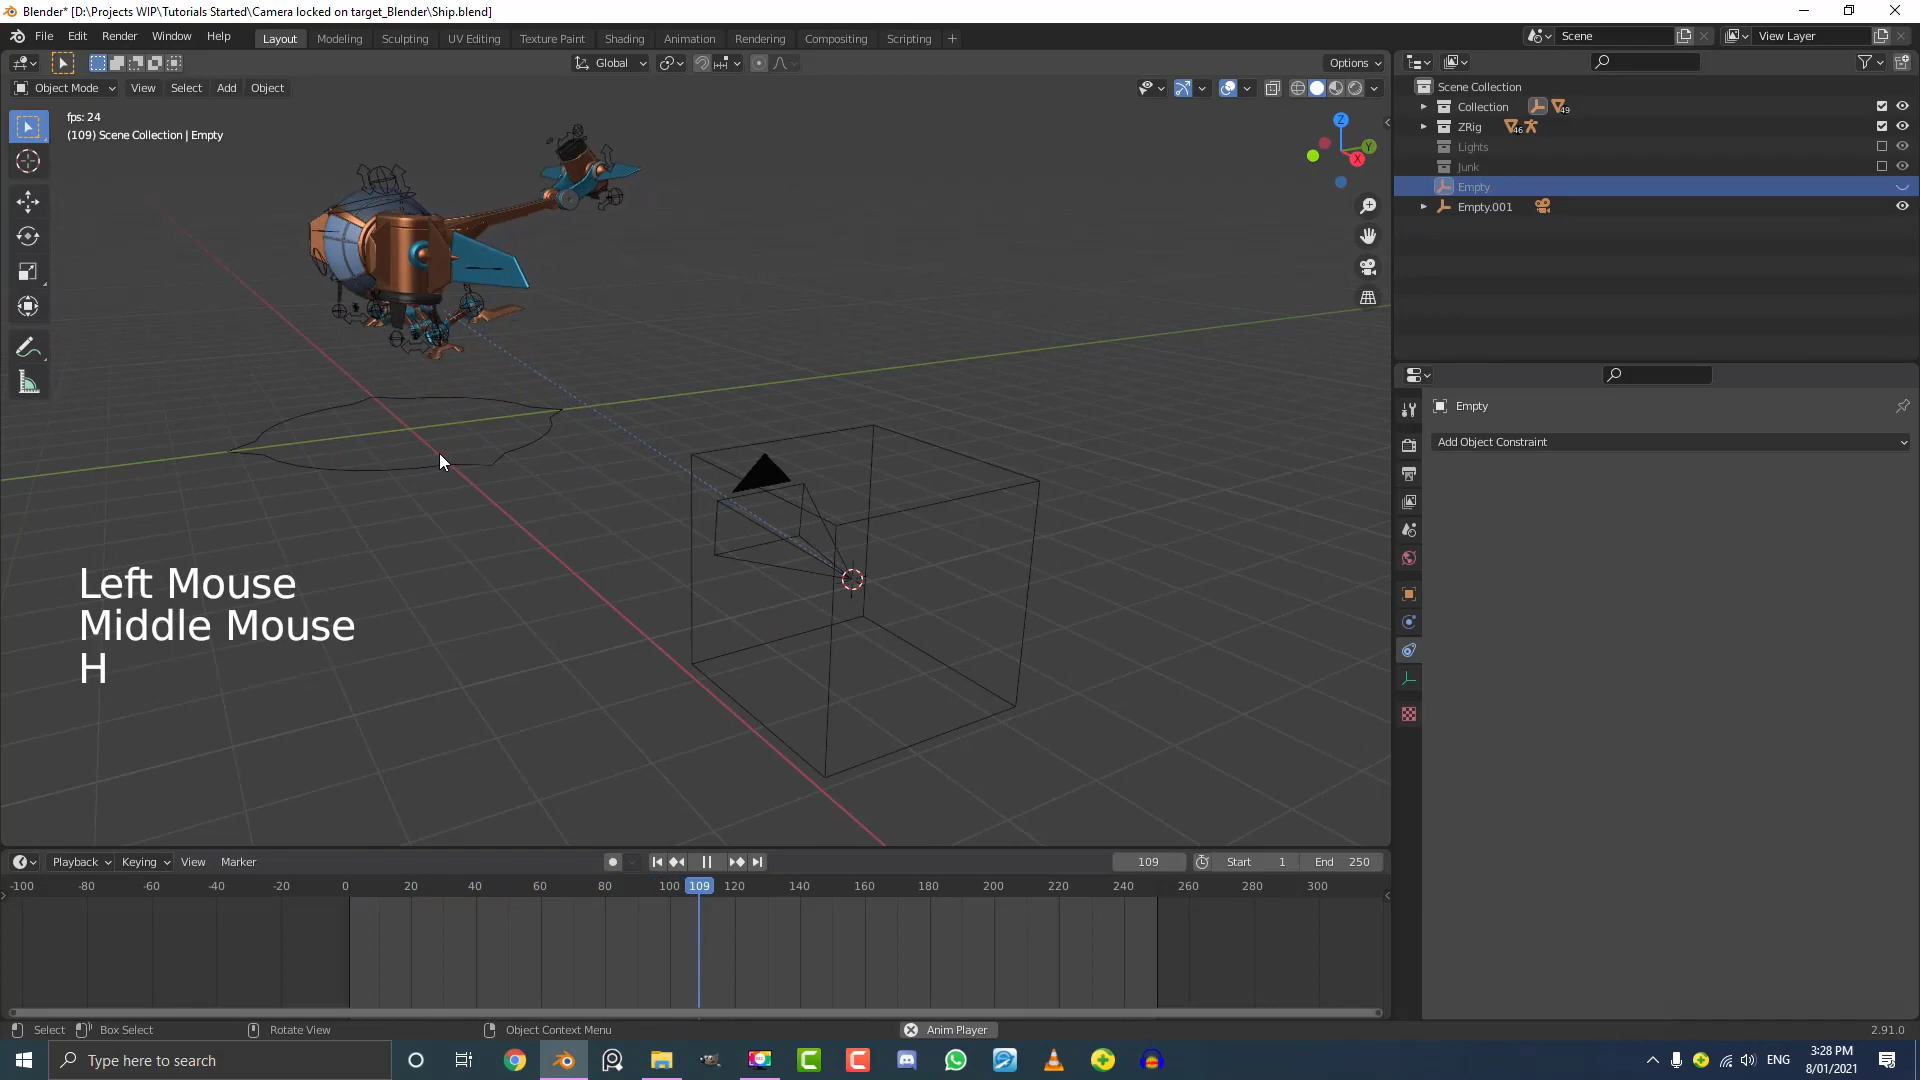 Blender* [D:\Projects WIP\Tutorials Started\Camera locked on target_Blender\Ship.blend]
File Edit Render Window Help Layout Modeling Sculpting UV Editing Texture Paint Shading Animation Rendering Compositing Scripting + Scene View Layer
Global Options
Object Mode View Select Add Object
Scene Collection
Collection 49
ZRig 46
Lights
Junk
Empty
Empty.001
fps: 24
(109) Scene Collection | Empty
Z
Y
X
Empty
Add Object Constraint
Left Mouse
Middle Mouse
H
Playback Keying View Marker 109 Start 1 End 250
-100 -80 -60 -40 -20 0 20 40 60 80 100 109 120 140 160 180 200 220 240 260 280 300
Select Box Select Rotate View Object Context Menu Anim Player 2.91.0
Type here to search
ENG
3:28 PM
8/01/2021